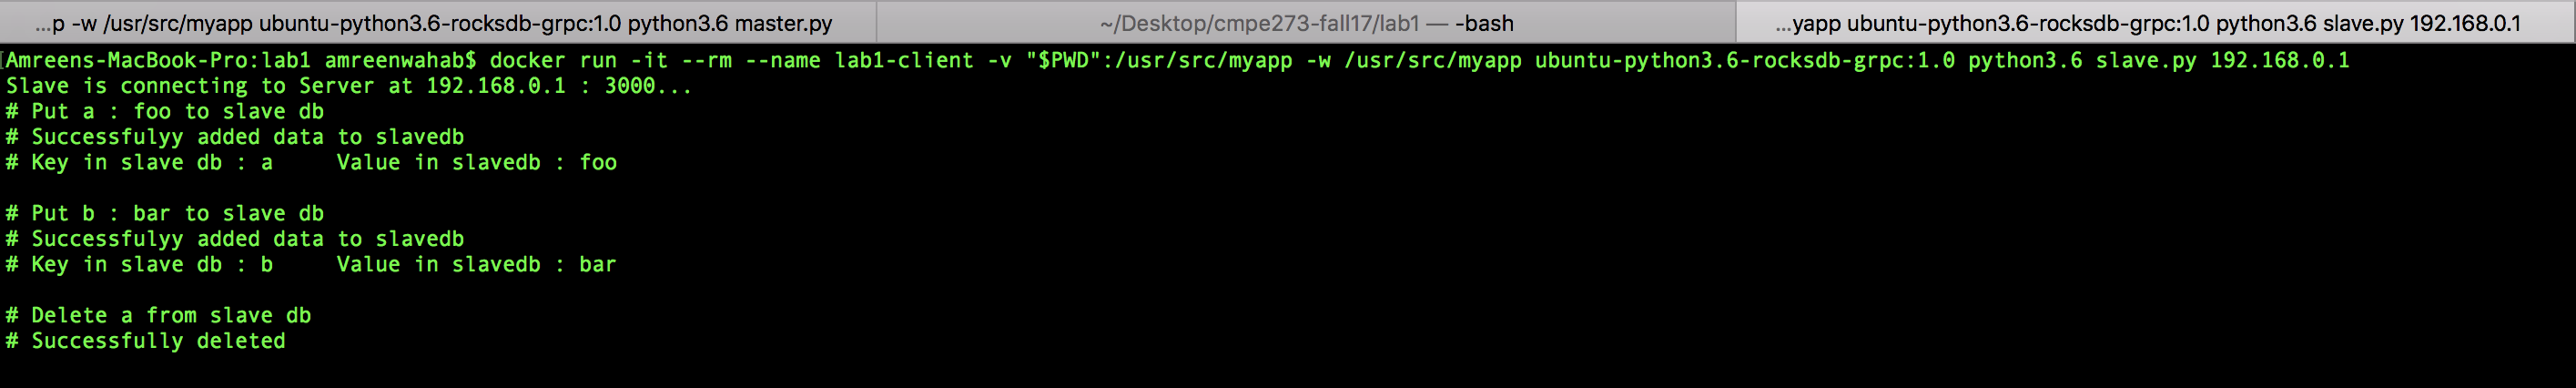 ...p -w /usr/src/myapp ubuntu-python3.6-rocksdb-grpc:1.0 python3.6 master.py
~/Desktop/cmpe273-fall17/lab1 — -bash
...yapp ubuntu-python3.6-rocksdb-grpc:1.0 python3.6 slave.py 192.168.0.1
[Amreens-MacBook-Pro:lab1 amreenwahab$ docker run -it --rm --name lab1-client -v "$PWD":/usr/src/myapp -w /usr/src/myapp ubuntu-python3.6-rocksdb-grpc:1.0 python3.6 slave.py 192.168.0.1
Slave is connecting to Server at 192.168.0.1 : 3000...
# Put a : foo to slave db
# Successfulyy added data to slavedb
# Key in slave db : a     Value in slavedb : foo
# Put b : bar to slave db
# Successfulyy added data to slavedb
# Key in slave db : b     Value in slavedb : bar
# Delete a from slave db
# Successfully deleted